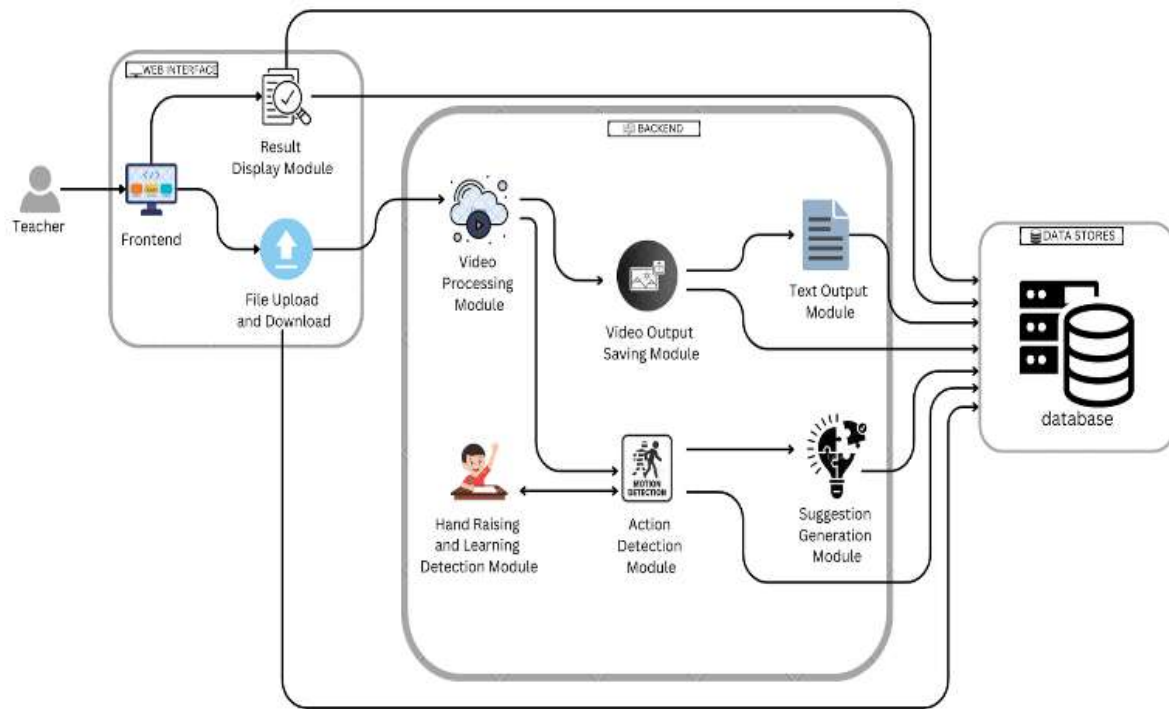 WEB INTERFACE
Result
Display Module
Teacher
</>
Frontend
File Upload
and Download
BACKEND
Video
Processing
Module
Video Output
Saving Module
Text Output
Module
Hand Raising
and Learning
Detection Module
MOTION
DETECTION
Action
Detection
Module
Suggestion
Generation
Module
DATA STORES
database